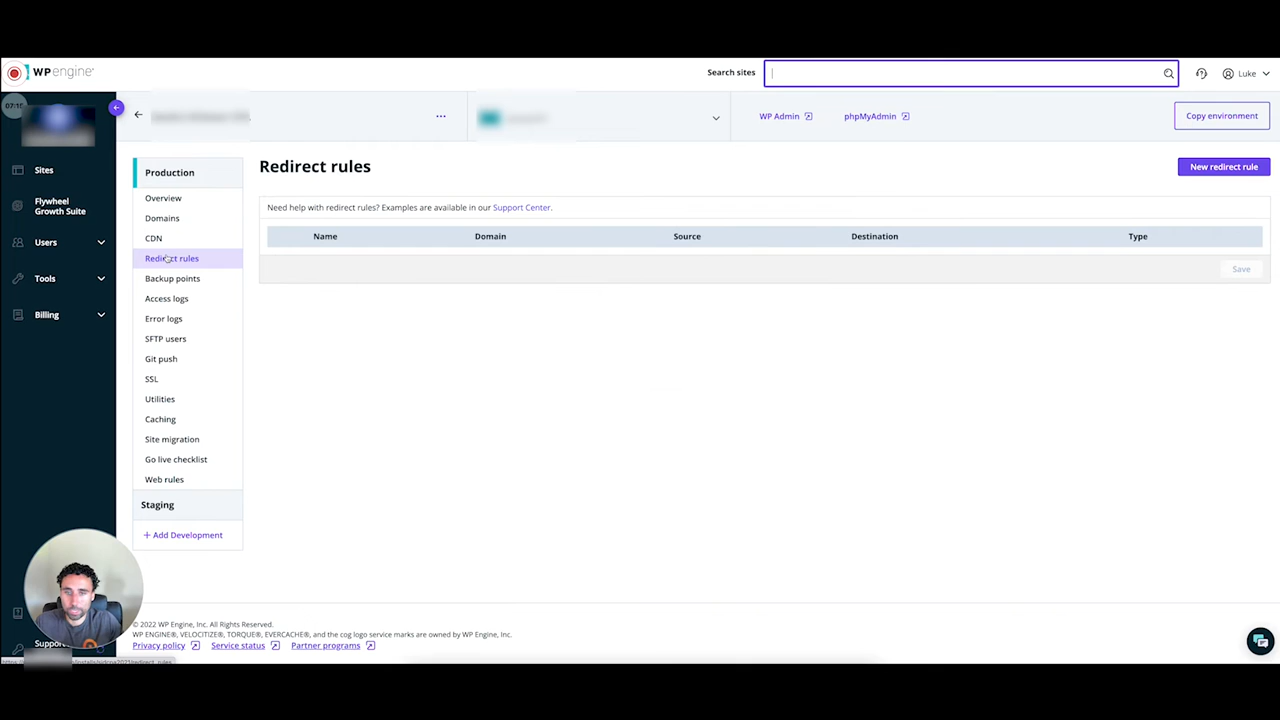 WP engine
Search sites
Luke
07:15
WP Admin
phpMyAdmin
Copy environment
Sites
Flywheel
Growth Suite
Users
Tools
Billing
Production
Overview
Domains
CDN
Redirect rules
Backup points
Access logs
Error logs
SFTP users
Git push
SSL
Utilities
Caching
Site migration
Go live checklist
Web rules
Staging
+ Add Development
Redirect rules
New redirect rule
Need help with redirect rules? Examples are available in our Support Center.
Name Domain Source Destination Type
Save
© 2022 WP Engine, Inc. All Rights Reserved.
WP ENGINE®, VELOCITIZE®, TORQUE®, EVERCACHE®, and the cog logo service marks are owned by WP Engine, Inc.
Privacy policy Service status Partner programs
Support